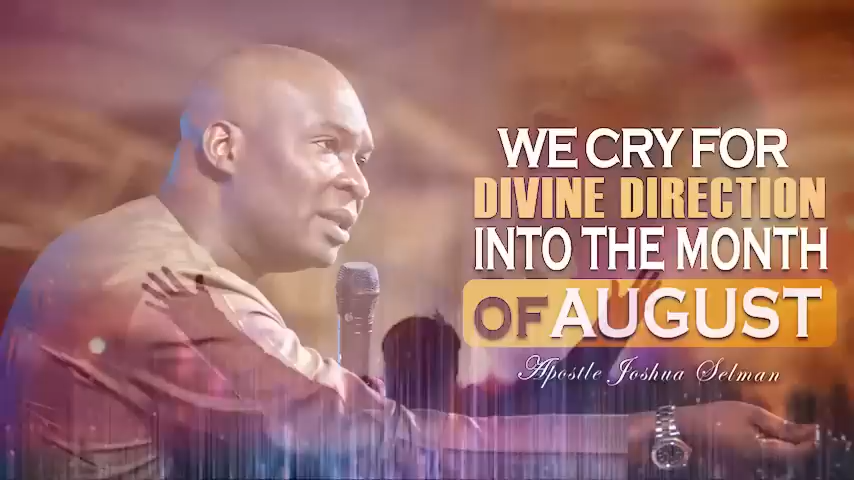 WE CRY FOR
DIVINE DIRECTION
INTO THE MONTH
OF AUGUST
Apostle Joshua Selman